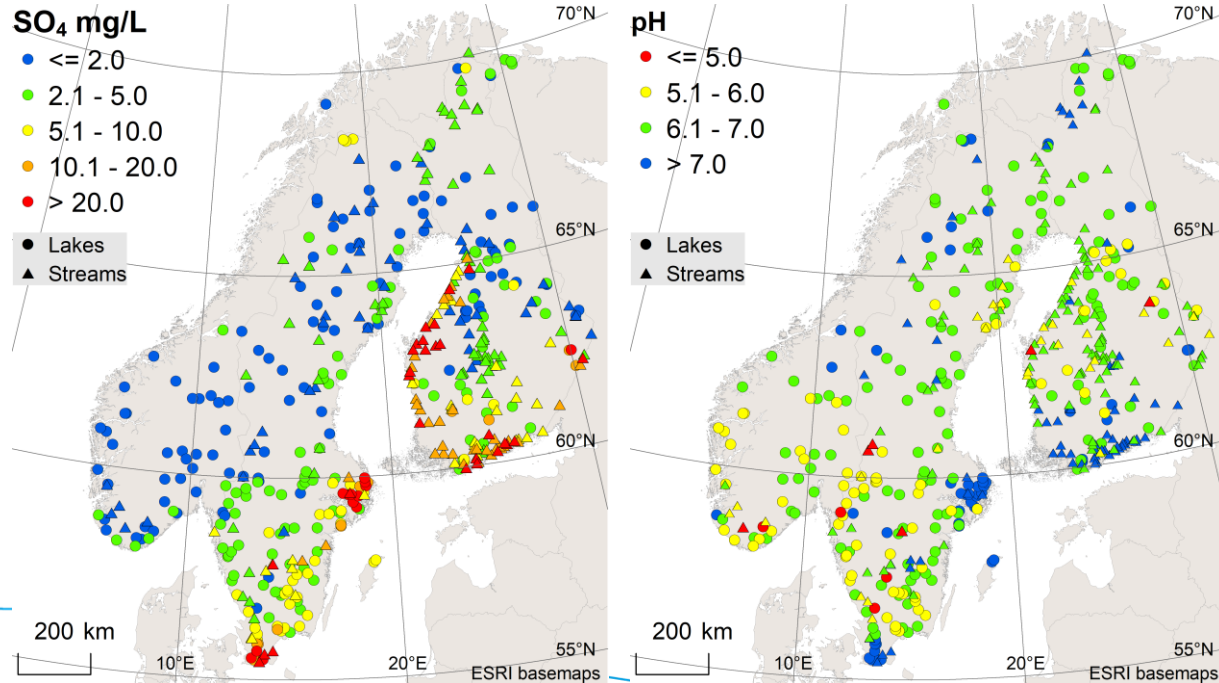 SO₄ mg/L
<= 2.0
2.1 - 5.0
5.1 - 10.0
10.1 - 20.0
> 20.0
Lakes
Streams
70°N
65°N
60°N
55°N
10°E
20°E
200 km
ESRI basemaps
pH
<= 5.0
5.1 - 6.0
6.1 - 7.0
> 7.0
Lakes
Streams
70°N
65°N
60°N
55°N
10°E
20°E
200 km
ESRI basemaps